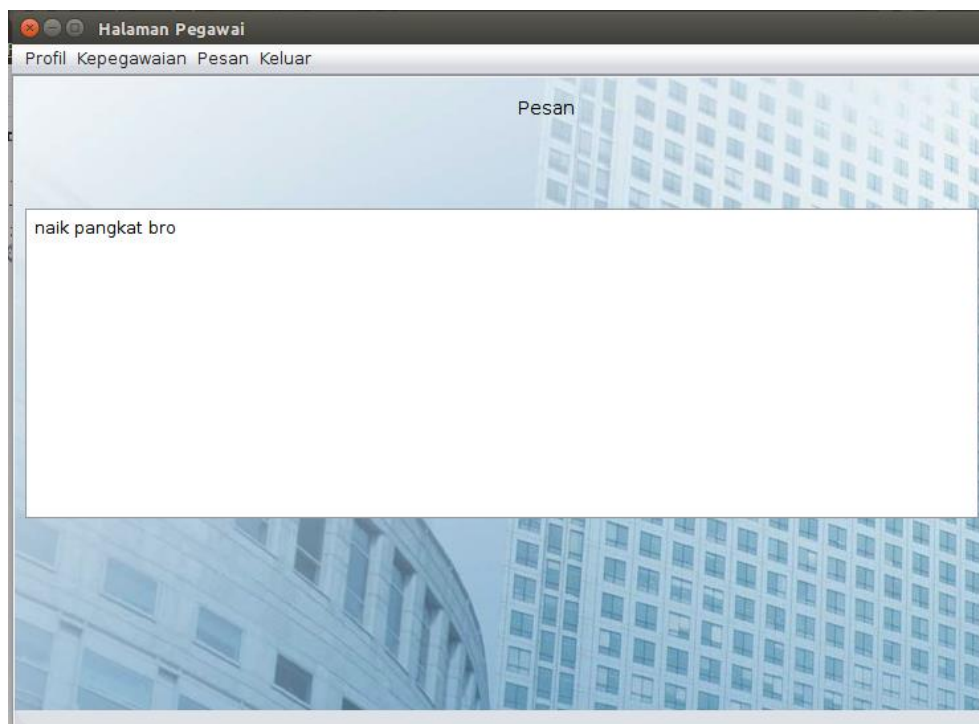 Halaman Pegawai
Profil Kepegawaian Pesan Keluar
Pesan
naik pangkat bro